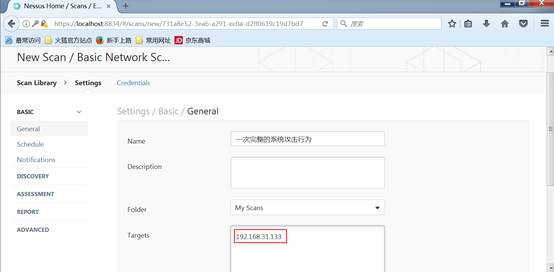 Nessus Home / Scans / E...
https://localhost:8834/#/scans/new/731a8e52-3ea6-a291-ec0a-d2ff0619c19d7bd7
搜索
最常访问 火狐官方站点 新手上路 常用网址 JD 京东商城
New Scan / Basic Network Sc...
Scan Library > Settings Credentials
BASIC
Settings / Basic / General
General
Schedule
Notifications
DISCOVERY
ASSESSMENT
REPORT
ADVANCED
Name
一次完整的系统攻击行为
Description
Folder
My Scans
Targets
192.168.31.133